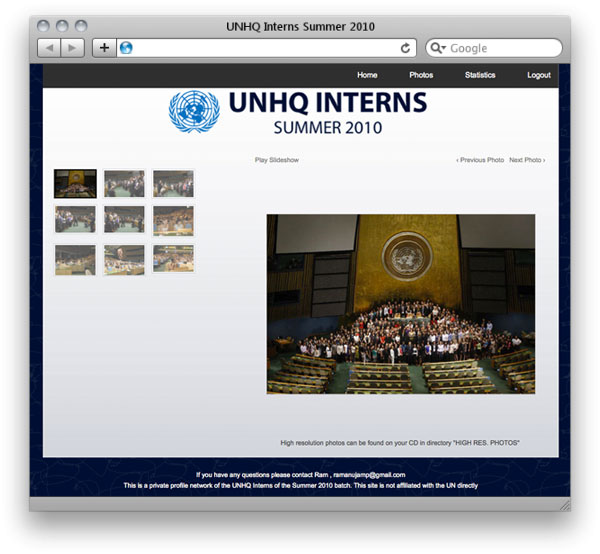 UNHQ Interns Summer 2010
Google
Home Photos Statistics Logout
UNHQ INTERNS
SUMMER 2010
Play Slideshow ‹ Previous Photo Next Photo ›
High resolution photos can be found on your CD in directory "HIGH RES. PHOTOS"
If you have any questions please contact Ram , ramanujamp@gmail.com
This is a private profile network of the UNHQ Interns of the Summer 2010 batch. This site is not affiliated with the UN directly